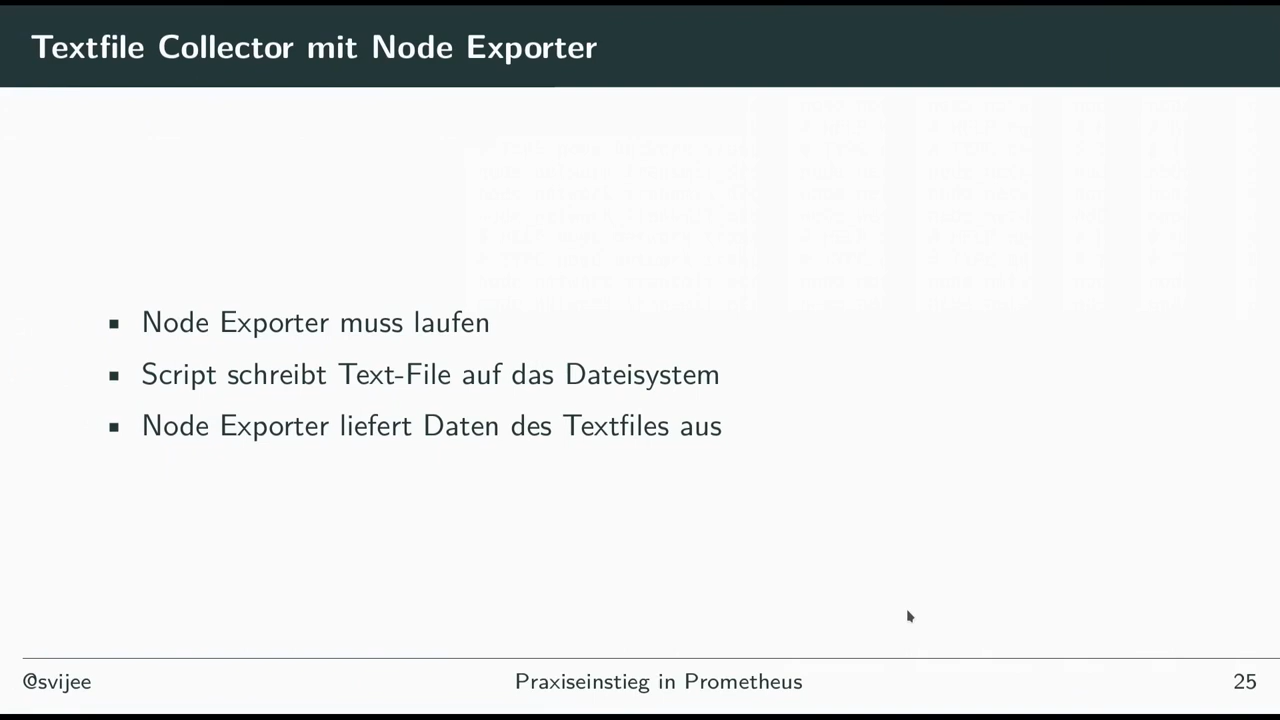 Textfile Collector mit Node Exporter
Node Exporter muss laufen
Script schreibt Text-File auf das Dateisystem
Node Exporter liefert Daten des Textfiles aus
@svijee
Praxiseinstieg in Prometheus
25